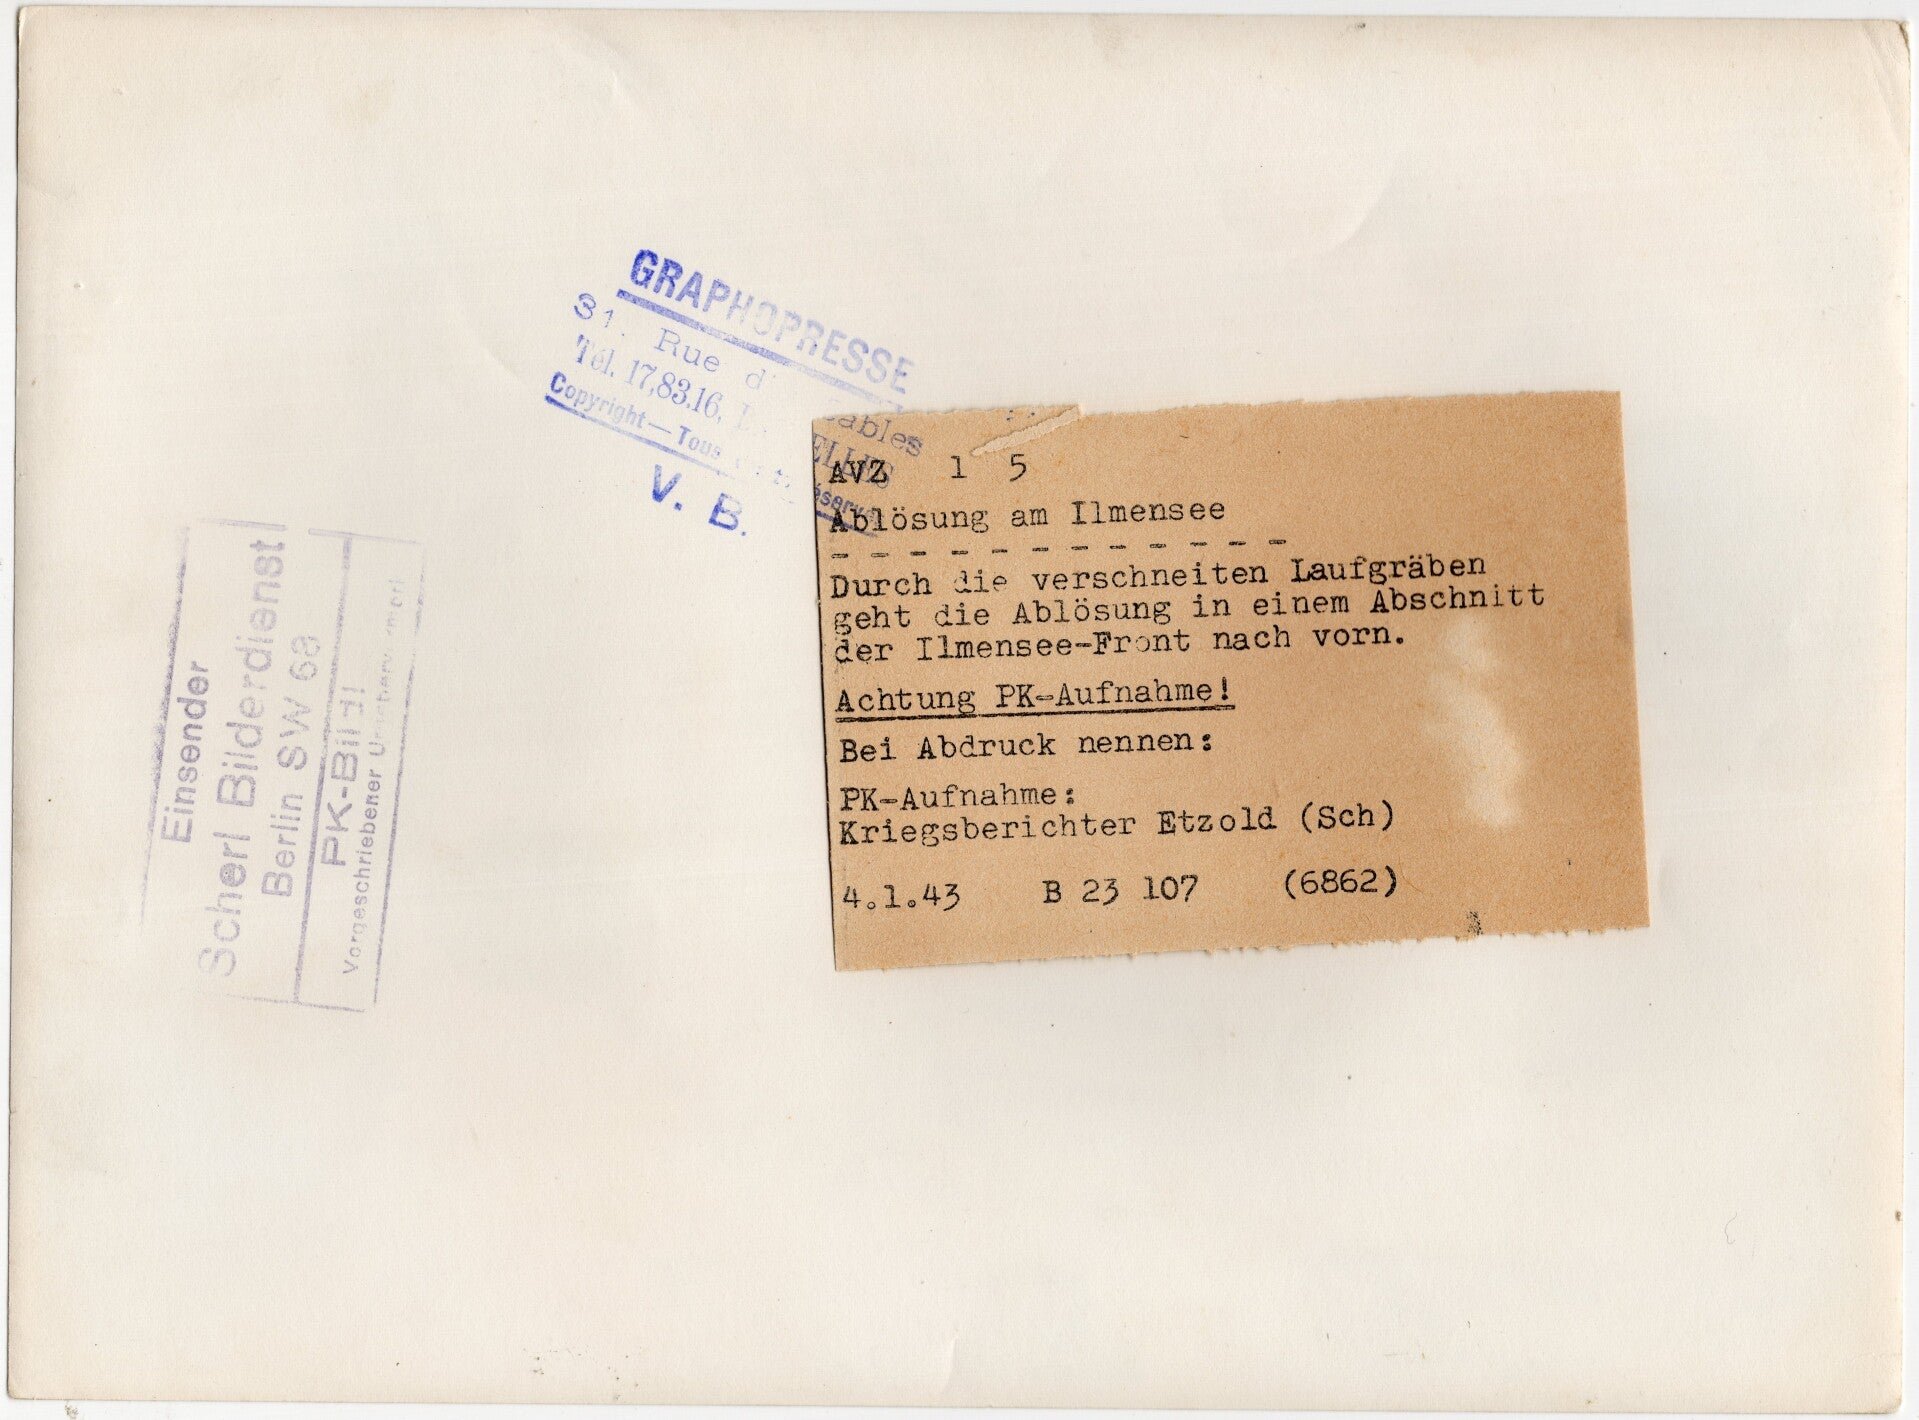 GRAPHOPRESSE
31. Rue d' Sables
Tél. 17,83.16, ELLES
Copyright — Tous
V. B.
AVZ 1 5
Ablösung am Ilmensee
- - - - - - - - - - - -
Durch die verschneiten Laufgräben
geht die Ablösung in einem Abschnitt
der Ilmensee-Front nach vorn.
Achtung PK-Aufnahme!
Bei Abdruck nennen:
PK-Aufnahme:
Kriegsberichter Etzold (Sch)
4.1.43 B 23 107 (6862)
Einsender
Scherl Bilderdienst
Berlin SW 68
PK-Bild!
Vorgeschriebener